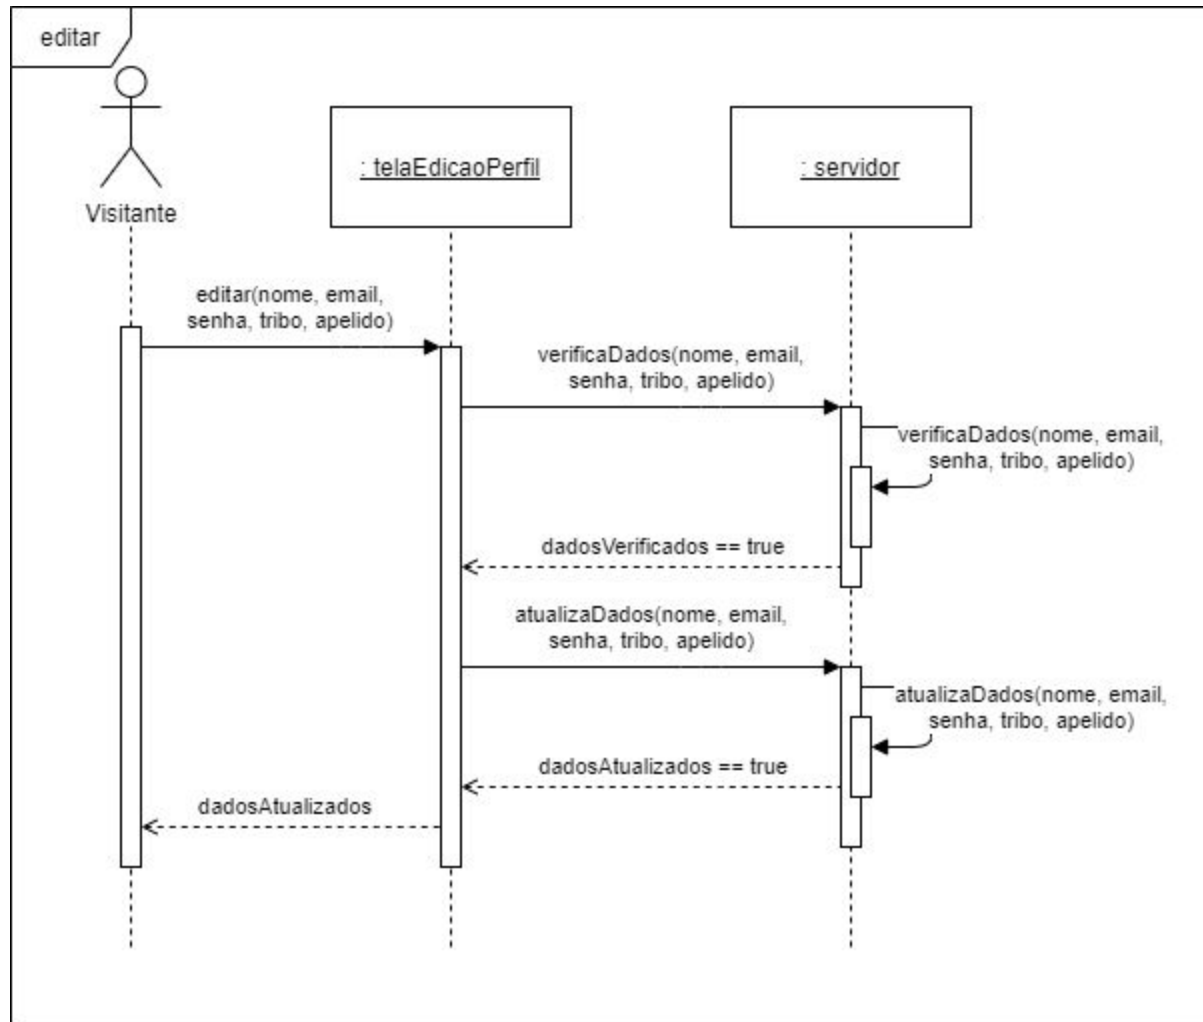 editar
Visitante
: telaEdicaoPerfil
: servidor
editar(nome, email,
senha, tribo, apelido)
verificaDados(nome, email,
senha, tribo, apelido)
verificaDados(nome, email,
senha, tribo, apelido)
dadosVerificados == true
atualizaDados(nome, email,
senha, tribo, apelido)
atualizaDados(nome, email,
senha, tribo, apelido)
dadosAtualizados == true
dadosAtualizados